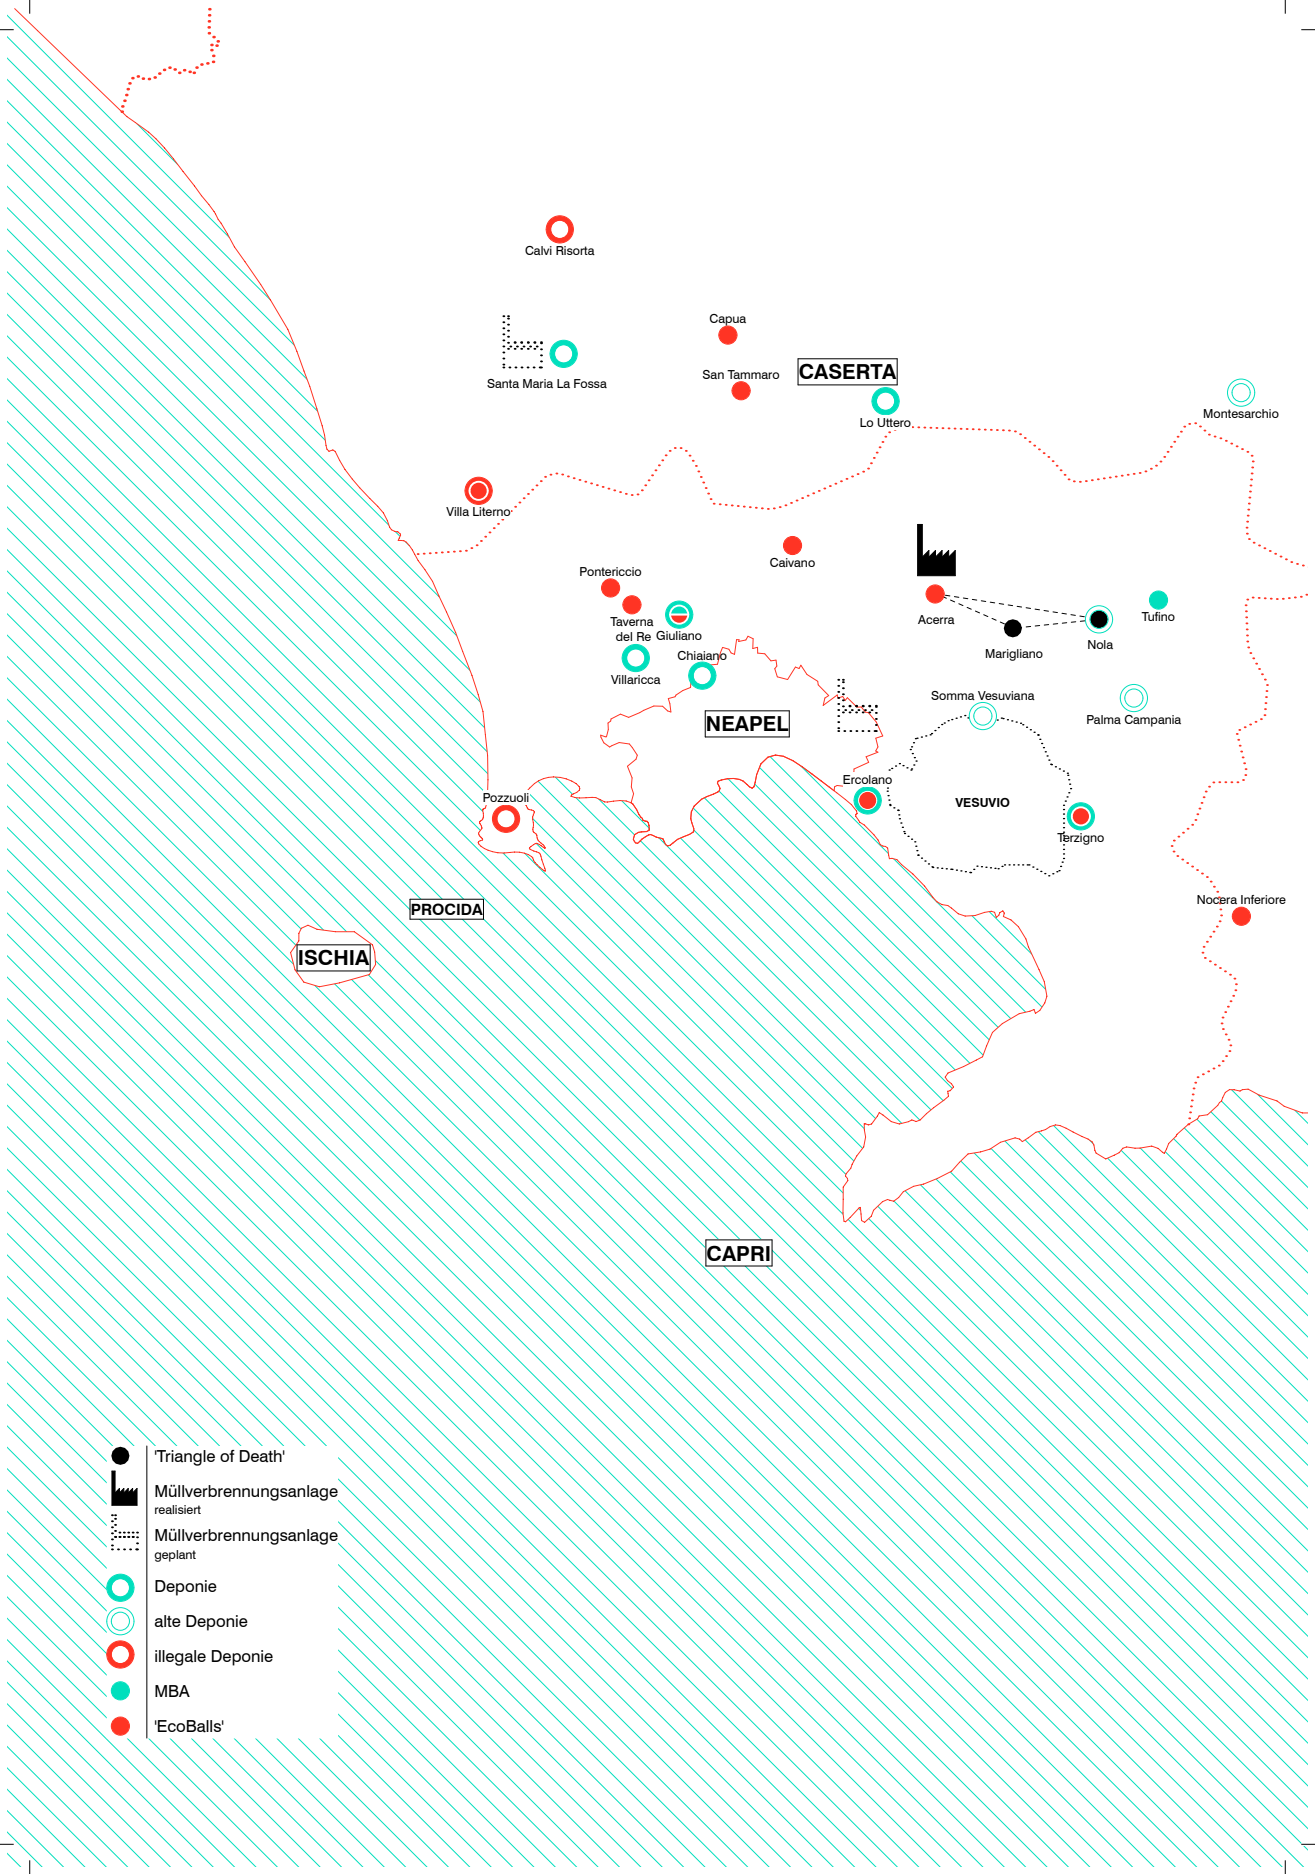 Calvi Risorta
Capua
San Tammaro
CASERTA
Santa Maria La Fossa
Lo Uttero
Montesarchio
Villa Literno
Caivano
Pontericcio
Taverna
del Re
Giuliano
Acerra
Marigliano
Nola
Tufino
Chiaiano
Villaricca
NEAPEL
Somma Vesuviana
Palma Campania
Ercolano
VESUVIO
Terzigno
Pozzuoli
Nocera Inferiore
PROCIDA
ISCHIA
CAPRI
'Triangle of Death'
Müllverbrennungsanlage
realisiert
Müllverbrennungsanlage
geplant
Deponie
alte Deponie
illegale Deponie
MBA
'EcoBalls'